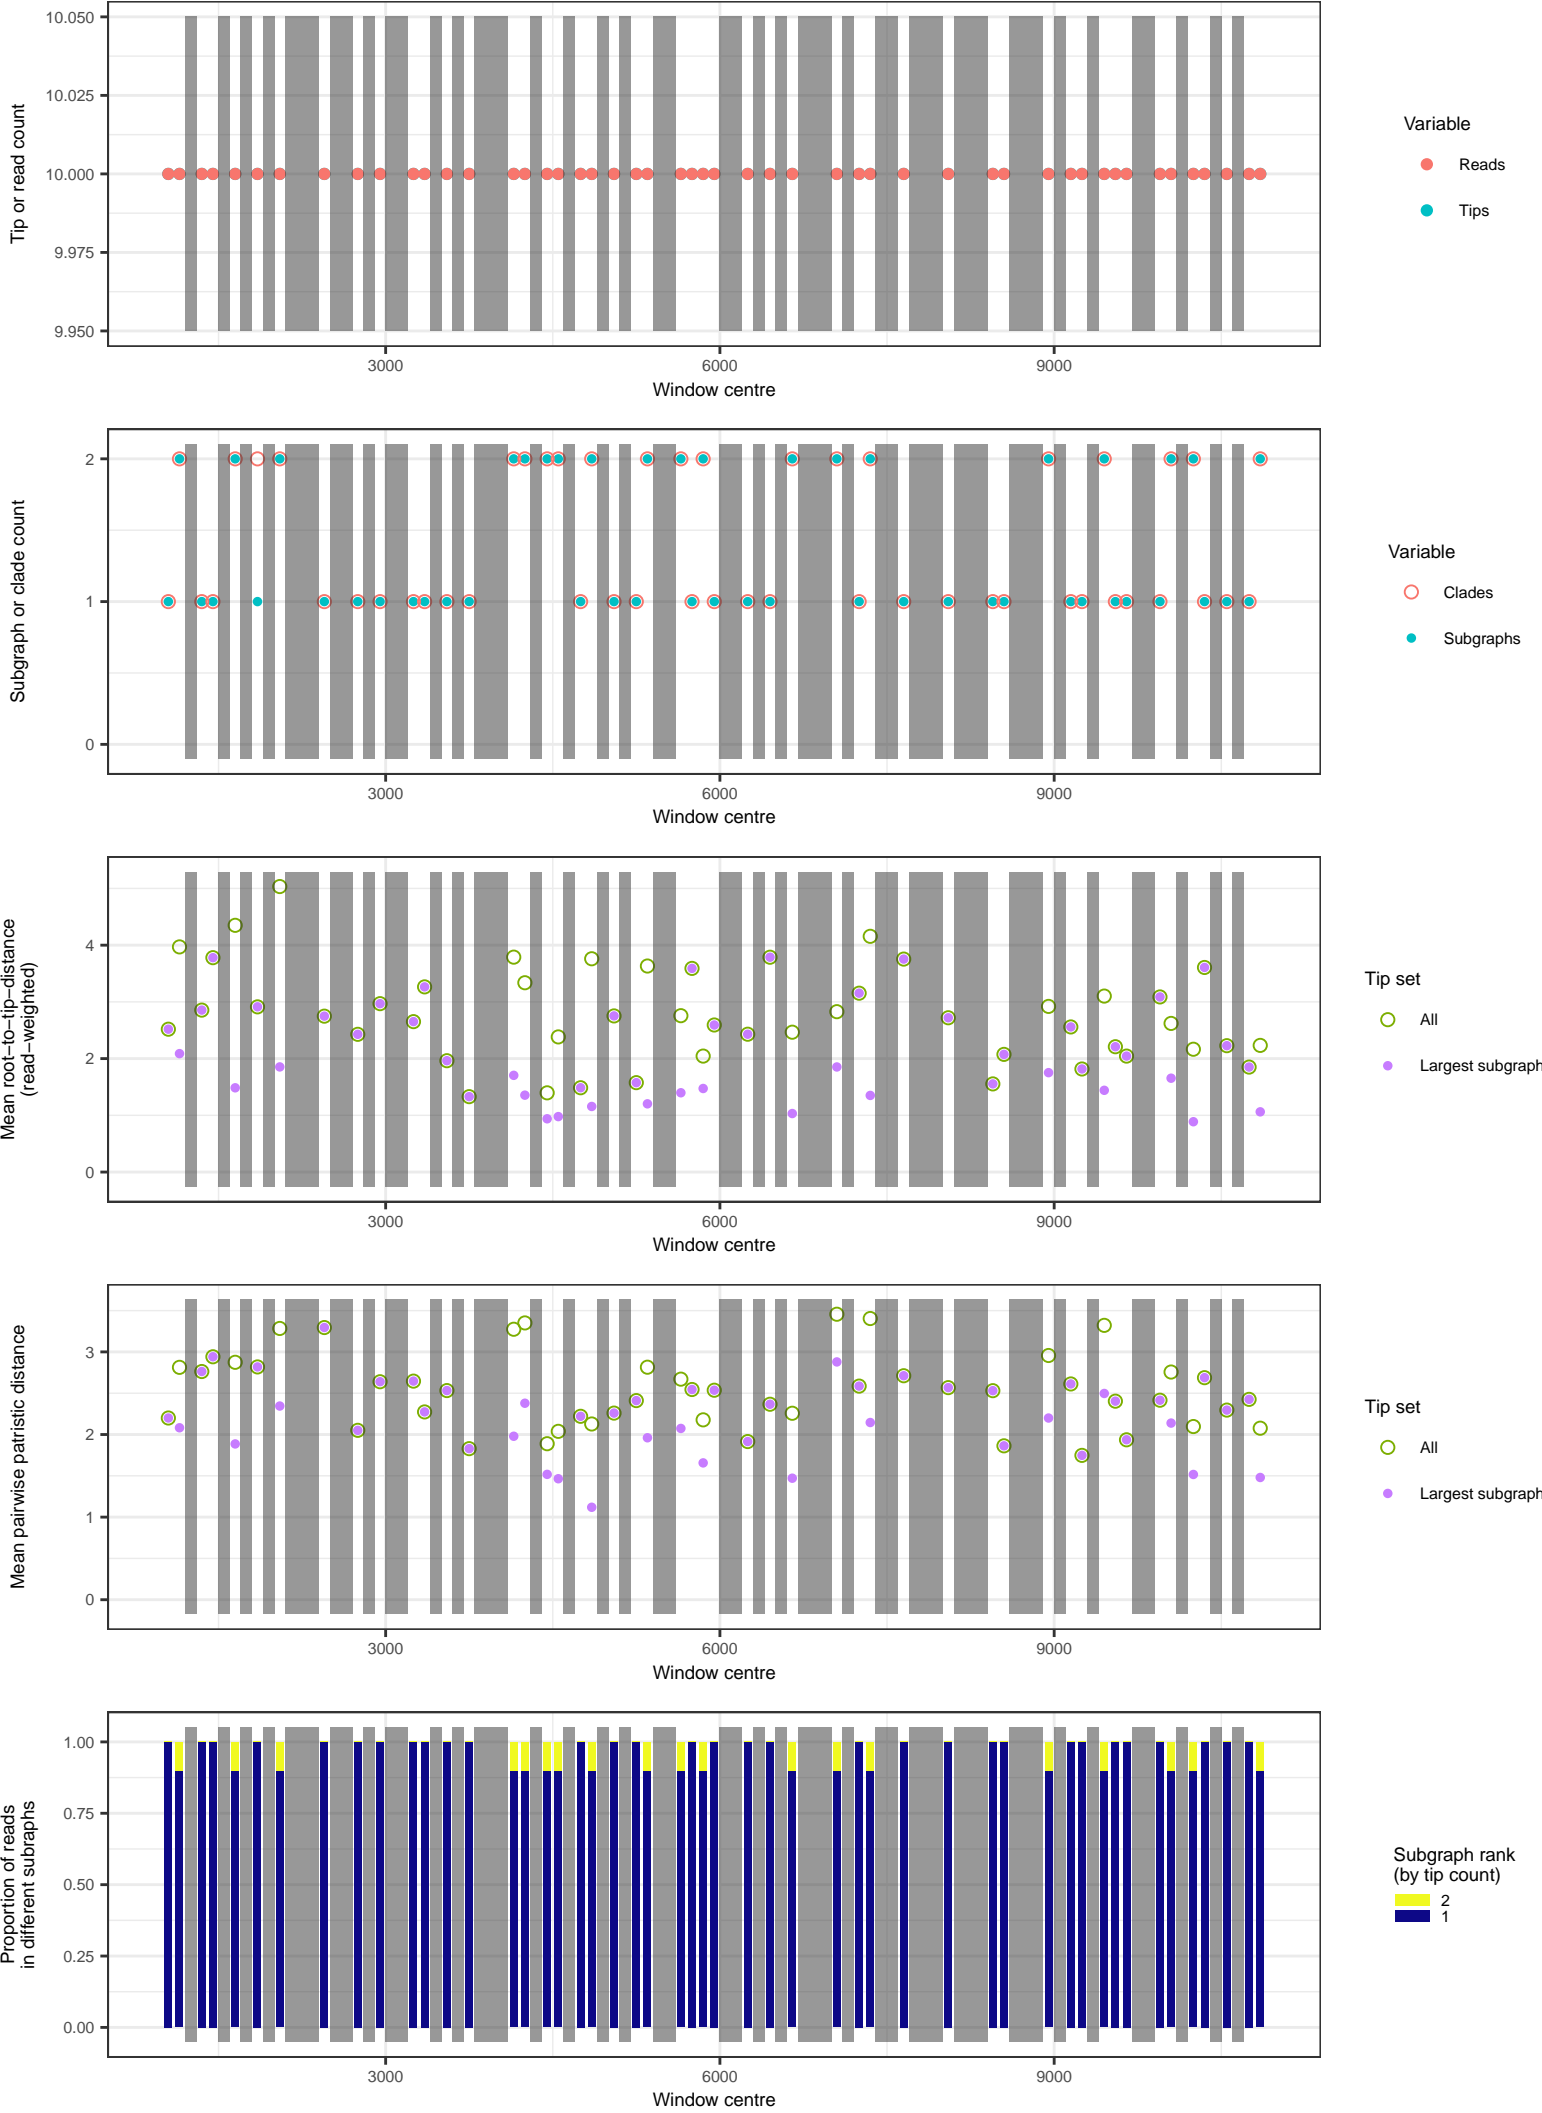 10.050
10.025
10.000
9.975
9.950
Tip or read count
3000 6000 9000
Window centre
Variable
Reads
Tips
2
1
0
Subgraph or clade count
3000 6000 9000
Window centre
Variable
Clades
Subgraphs
4
2
0
Mean root−to−tip−distance
(read−weighted)
3000 6000 9000
Window centre
Tip set
All
Largest subgraph
3
2
1
0
Mean pairwise patristic distance
3000 6000 9000
Window centre
Tip set
All
Largest subgraph
1.00
0.75
0.50
0.25
0.00
Proportion of reads
in different subraphs
3000 6000 9000
Window centre
Subgraph rank
(by tip count)
2
1